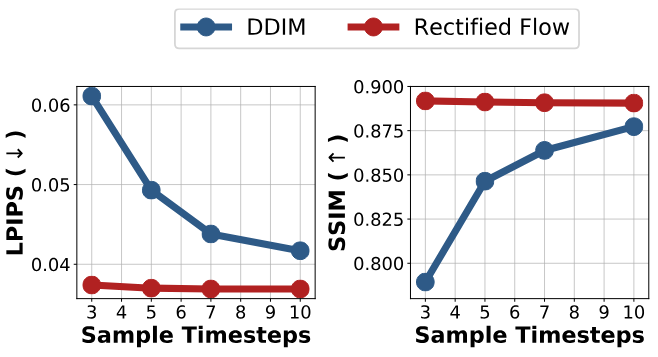 DDIM Rectified Flow
LPIPS (↓)
0.06
0.05
0.04
3 4 5 6 7 8 9 10
Sample Timesteps
SSIM (↑)
0.900
0.875
0.850
0.825
0.800
3 4 5 6 7 8 9 10
Sample Timesteps